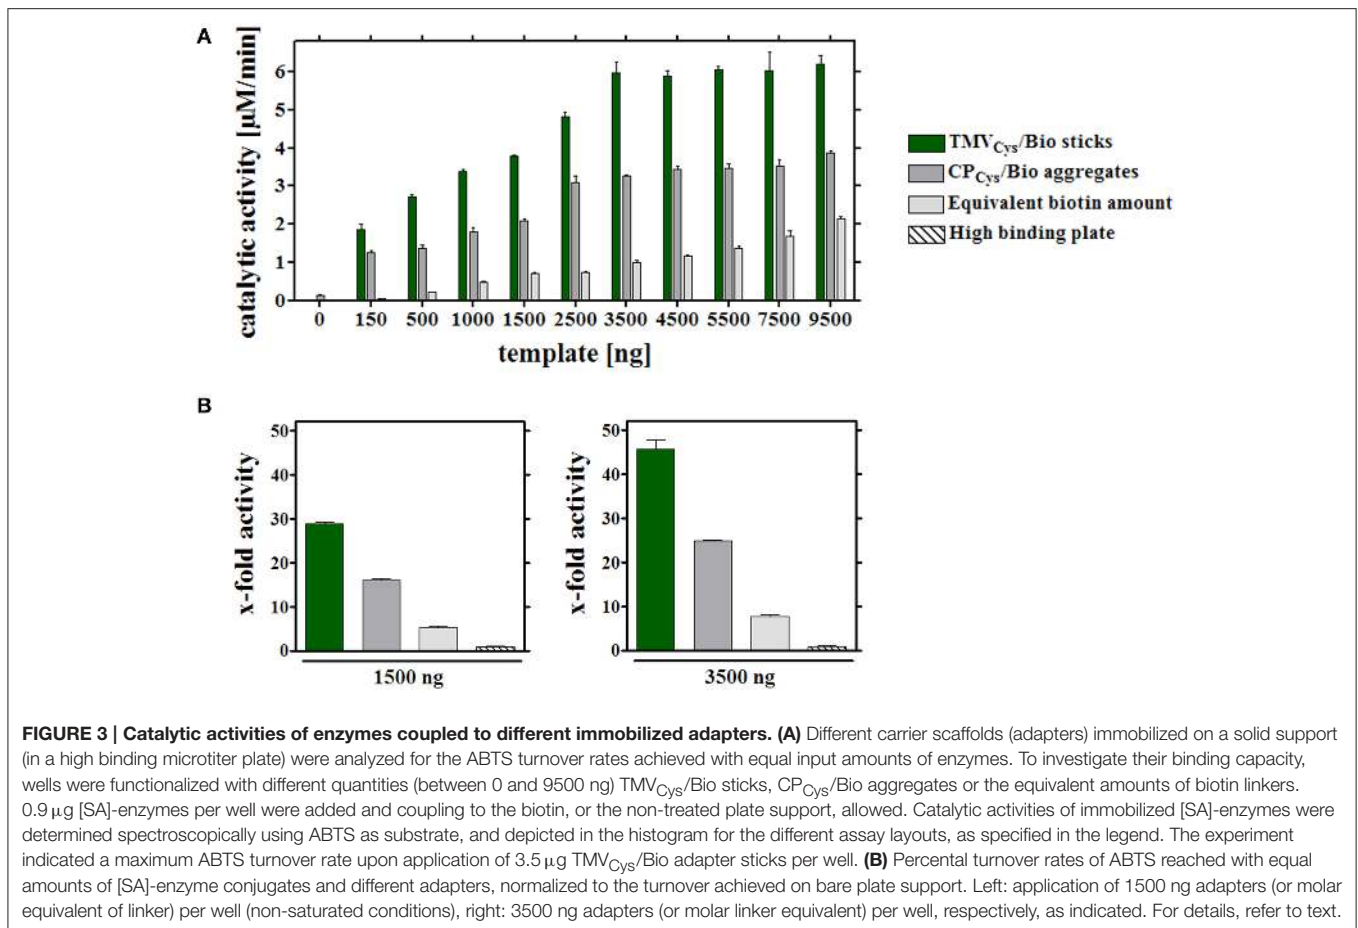 A
catalytic activity [µM/min]
6
5
4
3
2
1
0
0 150 500 1000 1500 2500 3500 4500 5500 7500 9500
template [ng]
TMVCys/Bio sticks
CPCys/Bio aggregates
Equivalent biotin amount
High binding plate
B
x-fold activity
50
40
30
20
10
0
1500 ng
x-fold activity
50
40
30
20
10
0
3500 ng
FIGURE 3 | Catalytic activities of enzymes coupled to different immobilized adapters. (A) Different carrier scaffolds (adapters) immobilized on a solid support
(in a high binding microtiter plate) were analyzed for the ABTS turnover rates achieved with equal input amounts of enzymes. To investigate their binding capacity,
wells were functionalized with different quantities (between 0 and 9500 ng) TMVCys/Bio sticks, CPCys/Bio aggregates or the equivalent amounts of biotin linkers.
0.9 µg [SA]-enzymes per well were added and coupling to the biotin, or the non-treated plate support, allowed. Catalytic activities of immobilized [SA]-enzymes were
determined spectroscopically using ABTS as substrate, and depicted in the histogram for the different assay layouts, as specified in the legend. The experiment
indicated a maximum ABTS turnover rate upon application of 3.5 µg TMVCys/Bio adapter sticks per well. (B) Percental turnover rates of ABTS reached with equal
amounts of [SA]-enzyme conjugates and different adapters, normalized to the turnover achieved on bare plate support. Left: application of 1500 ng adapters (or molar
equivalent of linker) per well (non-saturated conditions), right: 3500 ng adapters (or molar linker equivalent) per well, respectively, as indicated. For details, refer to text.